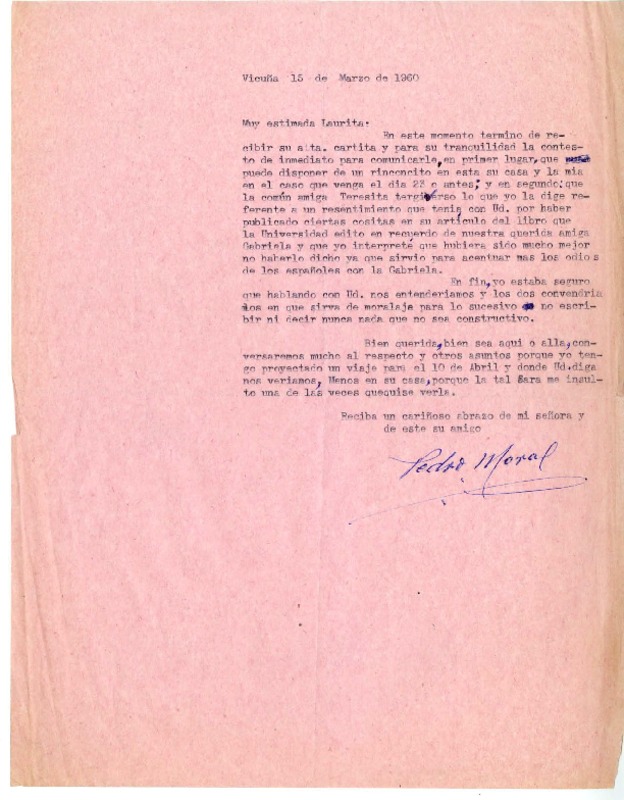 Vicuña 15 de Marzo de 1960
Muy estimada Laurita:
En este momento termino de re-
cibir su atta. cartita y para su tranquilidad la contes-
to de inmediato para comunicarle, en primer lugar, que
puede disponer de un rinconcito en esta su casa y la mia
en el caso que venga el dia 23 o antes; y en segundo; que
la común amiga Teresita tergiverso lo que yo la dige re-
ferente a un resentimiento que tenia con Ud. por haber
publicado ciertas cositas en su artículo del libro que
la Universidad edito en recuerdo de nuestra querida amiga
Gabriela y que yo interpreté que hubiera sido mucho mejor
no haberlo dicho ya que sirvio para acentuar mas los odios
de los españoles con la Gabriela.
En fin, yo estaba seguro
que hablando con Ud. nos entenderiamos y los dos convendria
mos en que sirva de moralaje para lo sucesivo no escri-
bir ni decir nunca nada que no sea constructivo.
Bien querida, bien sea aqui o alla, con-
versaremos mucho al respecto y otros asuntos porque yo ten-
go proyectado un viaje para el 10 de Abril y donde Ud. diga
nos veriamos, Menos en su casa, porque la tal Sara me insul-
to una de las veces quequise verla.
Reciba un cariñoso abrazo de mi señora y
de este su amigo
Pedro Moral